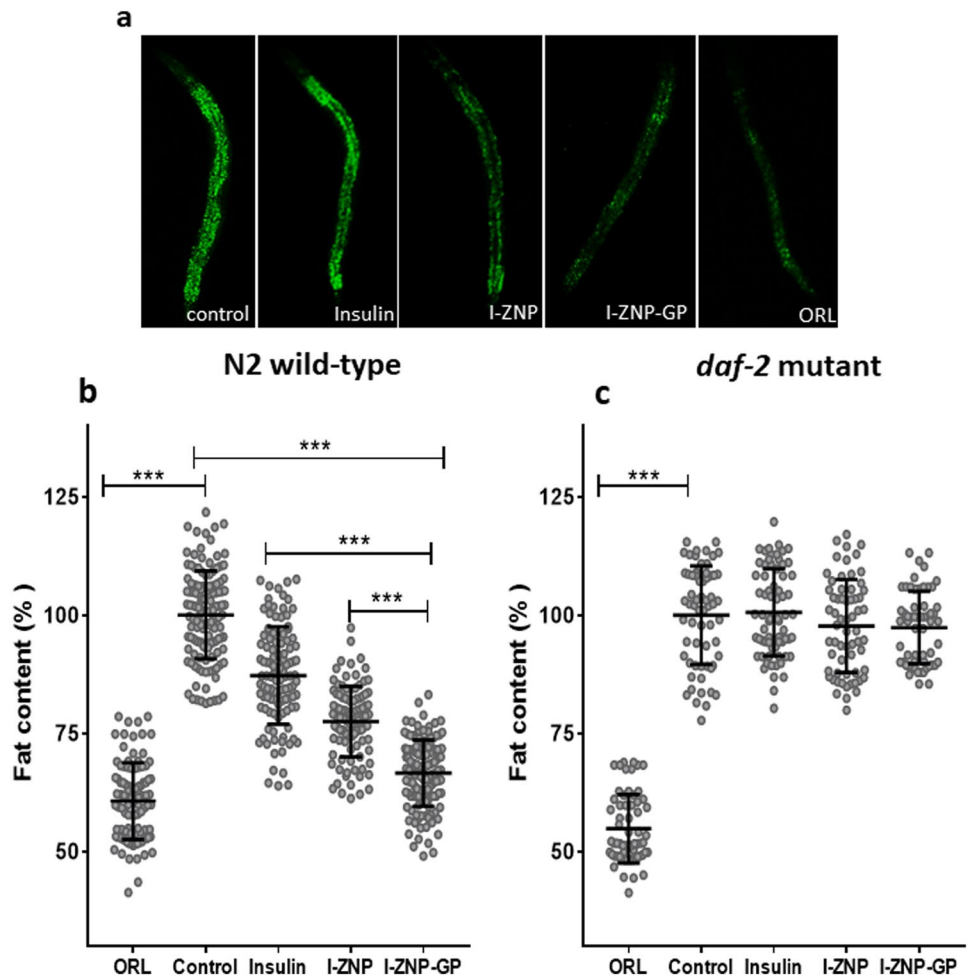 a
control Insulin I-ZNP I-ZNP-GP ORL
N2 wild-type
daf-2 mutant
b
c
***
***
***
***
***
Fat content (%)
125
100
75
50
ORL Control Insulin I-ZNP I-ZNP-GP
Fat content (%)
125
100
75
50
ORL Control Insulin I-ZNP I-ZNP-GP